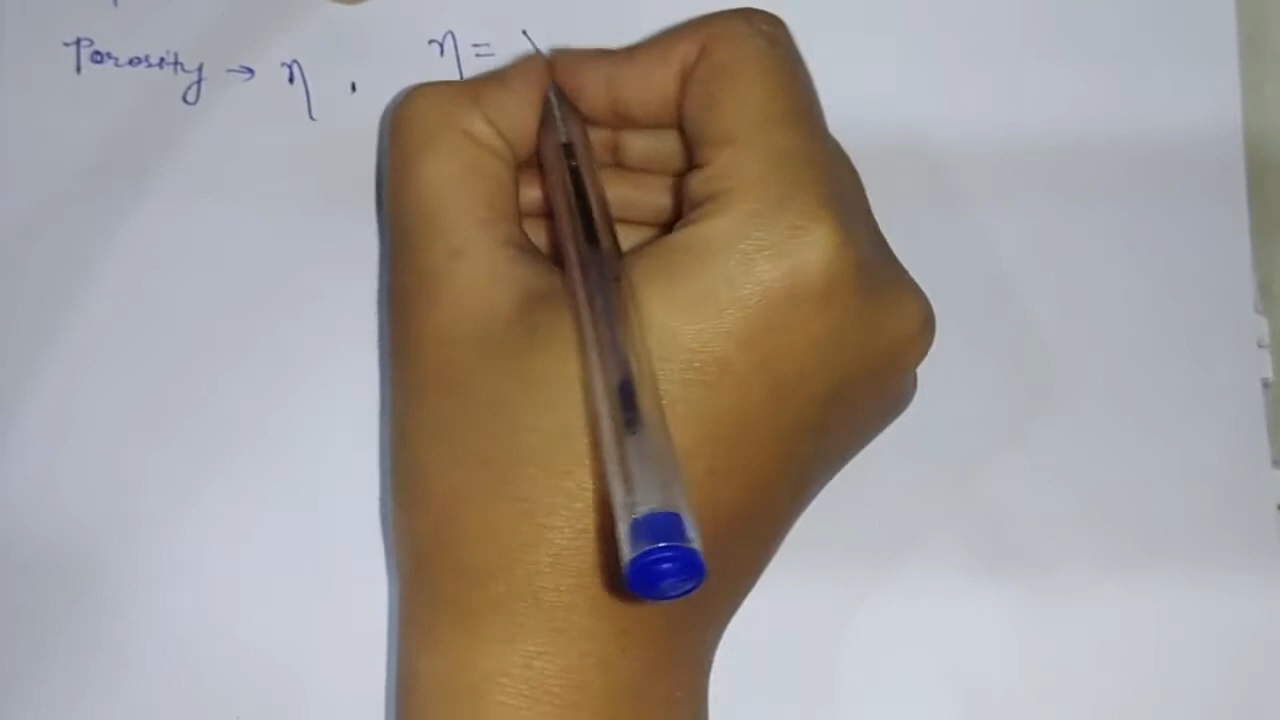 Porosity → η , η =